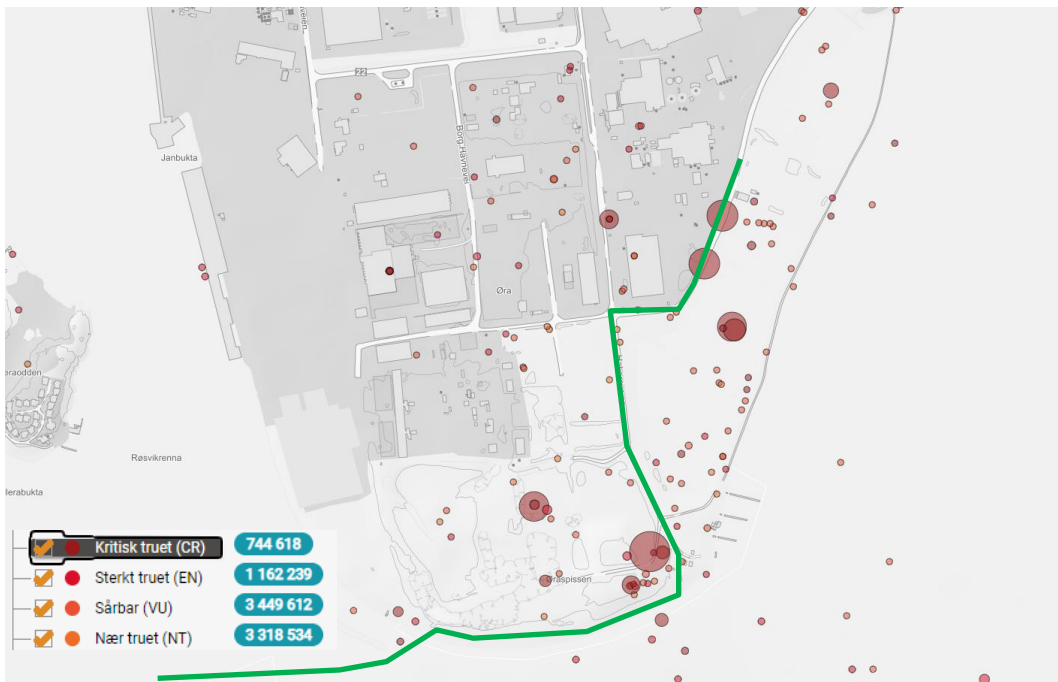 22
Borg Havnevei
Janbukta
Øra
Røsvikrenna
Øraspissen
Kritisk truet (CR) 744 618
Sterkt truet (EN) 1 162 239
Sårbar (VU) 3 449 612
Nær truet (NT) 3 318 534